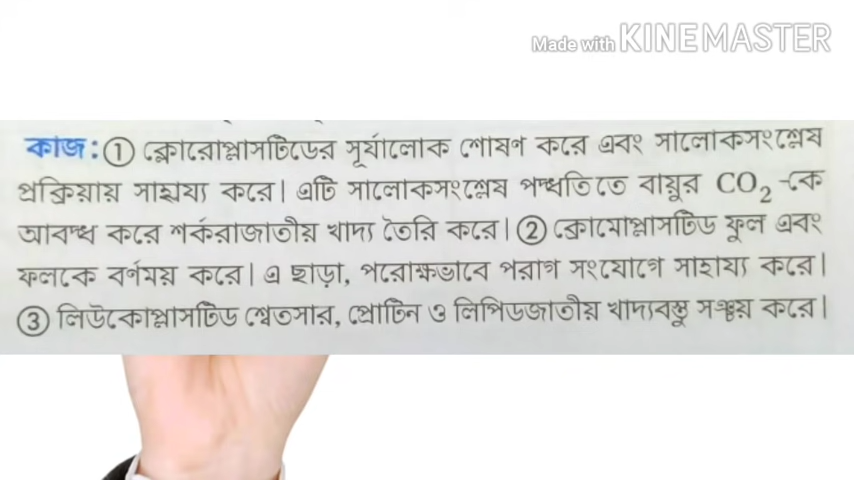 Made with KINEMASTER
কাজ : ① ক্লোরোপ্লাসটিডের সূর্যালোক শোষণ করে এবং সালোকসংশ্লেষ
প্রক্রিয়ায় সাহায্য করে। এটি সালোকসংশ্লেষ পদ্ধতিতে বায়ুর CO₂-কে
আবদ্ধ করে শর্করাজাতীয় খাদ্য তৈরি করে। ② ক্রোমোপ্লাসটিড ফুল এবং
ফলকে বর্ণময় করে। এ ছাড়া, পরোক্ষভাবে পরাগ সংযোগে সাহায্য করে।
③ লিউকোপ্লাসটিড শ্বেতসার, প্রোটিন ও লিপিডজাতীয় খাদ্যবস্তু সঞ্চয় করে।